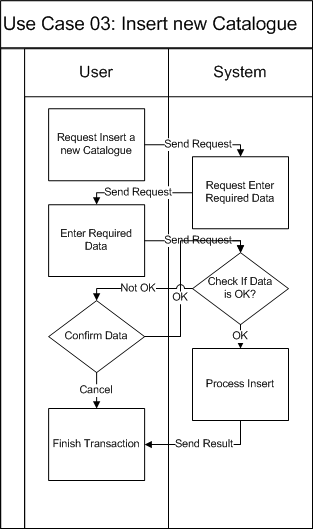 Use Case 03: Insert new Catalogue
User
System
Request Insert a
new Catalogue
Send Request
Request Enter
Required Data
Send Request
Enter Required
Data
Send Request
Check If Data
is OK?
Not OK
OK
Confirm Data
OK
Cancel
Process Insert
Finish Transaction
Send Result